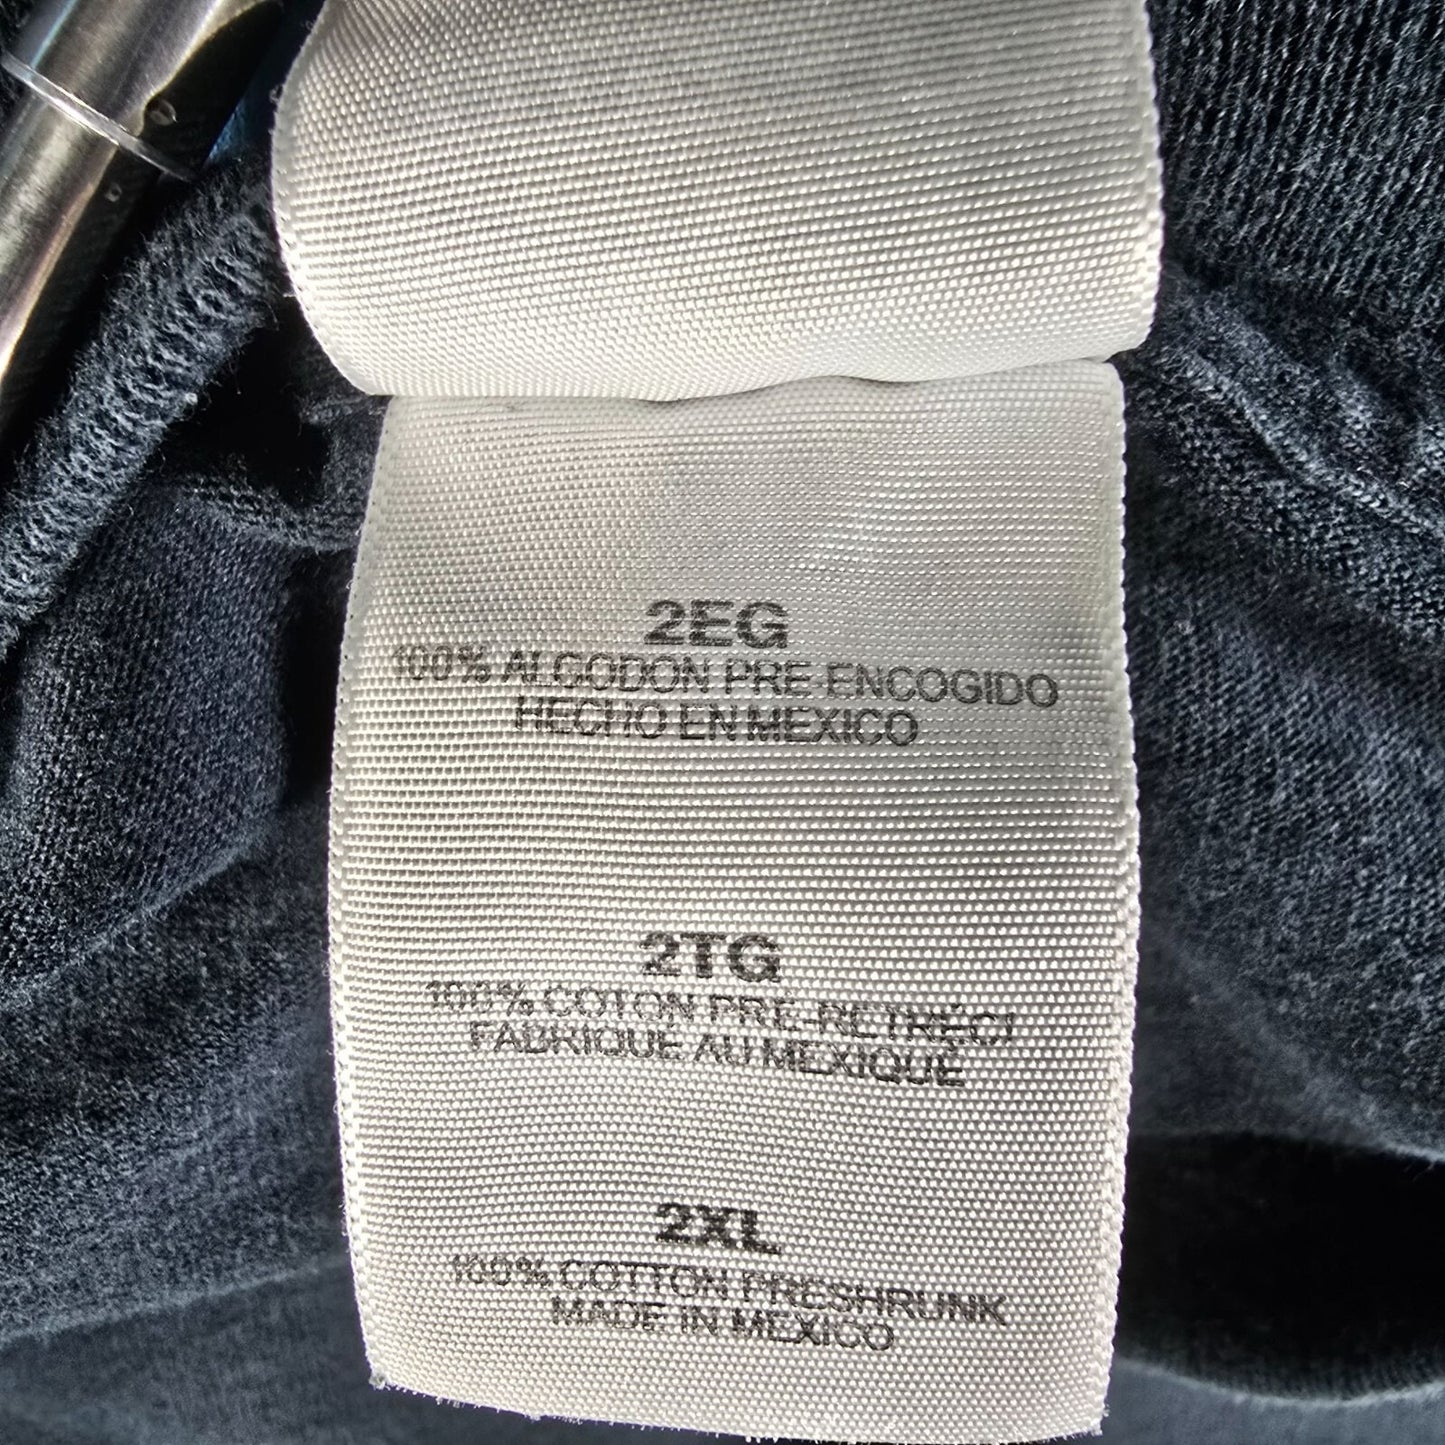 2EG
100% ALGODON PRE-ENCOGIDO
HECHO EN MEXICO
2TG
100% COTON PRE-RETRÉCI
FABRIQUE AU MEXIQUE
2XL
100% COTTON PRESHRUNK
MADE IN MEXICO